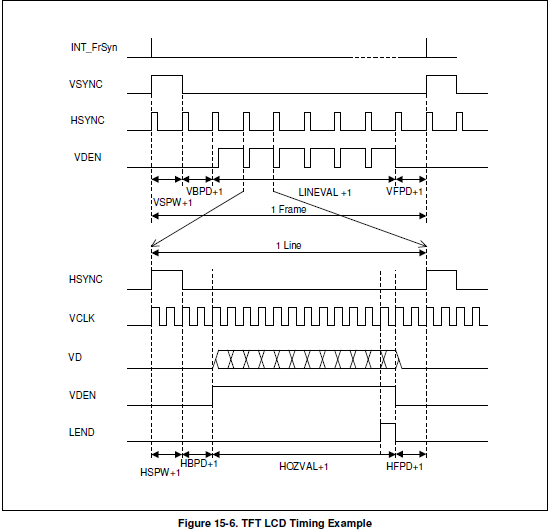 INT_FrSyn
VSYNC
HSYNC
VDEN
VBPD+1
LINEVAL +1
VFPD+1
VSPW+1
1 Frame
1 Line
HSYNC
VCLK
VD
VDEN
LEND
HBPD+1
HOZVAL+1
HFPD+1
HSPW+1
Figure 15-6. TFT LCD Timing Example